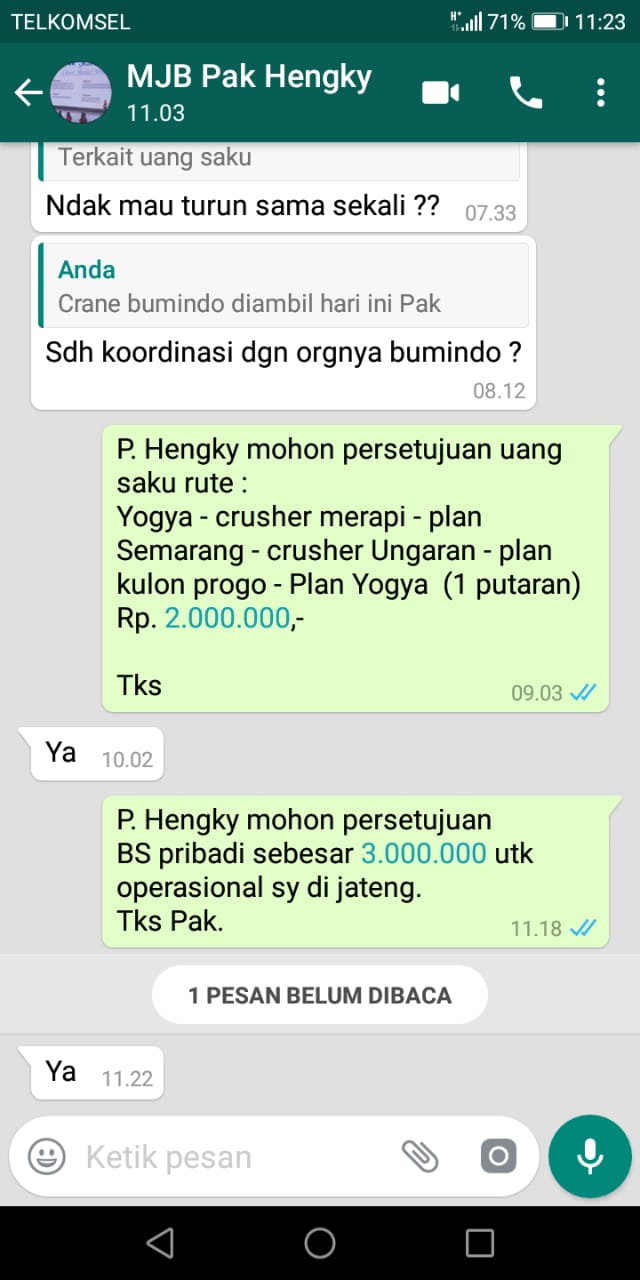 TELKOMSEL
71%
11:23
MJB Pak Hengky
11.03
Terkait uang saku
Ndak mau turun sama sekali ??
07.33
Anda
Crane bumindo diambil hari ini Pak
Sdh koordinasi dgn orgnya bumindo ?
08.12
P. Hengky mohon persetujuan uang
saku rute :
Yogya - crusher merapi - plan
Semarang - crusher Ungaran - plan
kulon progo - Plan Yogya  (1 putaran)
Rp. 2.000.000,-
Tks
09.03
Ya
10.02
P. Hengky mohon persetujuan
BS pribadi sebesar 3.000.000 utk
operasional sy di jateng.
Tks Pak.
11.18
1 PESAN BELUM DIBACA
Ya
11.22
Ketik pesan